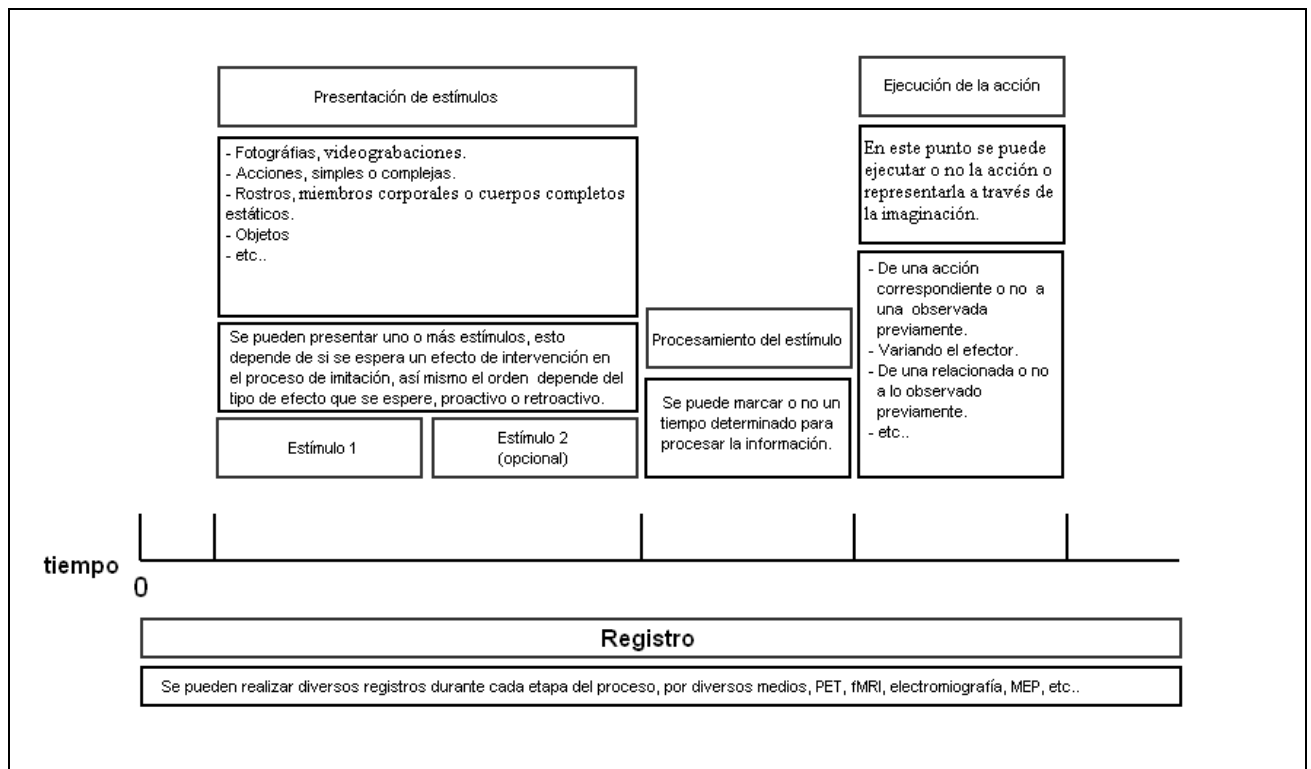 Presentación de estímulos
- Fotográfias, videograbaciones.
- Acciones, simples o complejas.
- Rostros, miembros corporales o cuerpos completos
estáticos.
- Objetos
- etc..
Se pueden presentar uno o más estímulos, esto
depende de si se espera un efecto de intervención en
el proceso de imitación, así mismo el orden depende del
tipo de efecto que se espere, proactivo o retroactivo.
Estímulo 1
Estímulo 2
(opcional)
Procesamiento del estímulo
Se puede marcar o no un
tiempo determinado para
procesar la información.
Ejecución de la acción
En este punto se puede
ejecutar o no la acción o
representarla a través de
la imaginación.
- De una acción
correspondiente o no a
una observada
previamente.
- Variando el efector.
- De una relacionada o no
a lo observado
previamente.
- etc..
tiempo
0
Registro
Se pueden realizar diversos registros durante cada etapa del proceso, por diversos medios, PET, fMRI, electromiografía, MEP, etc..